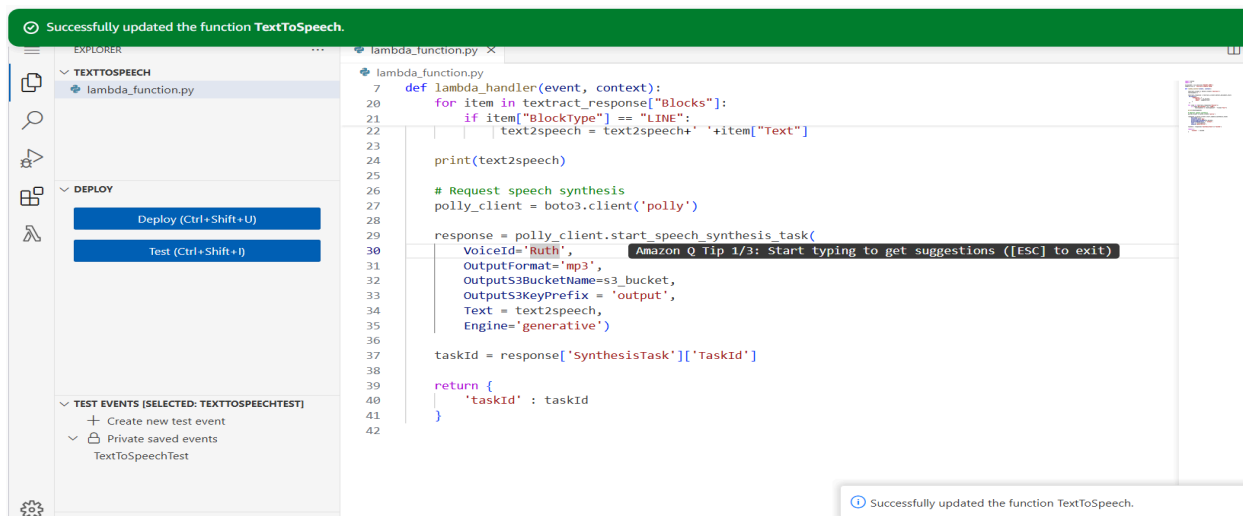 Successfully updated the function TextToSpeech.
EXPLORER
···
lambda_function.py
TEXTTOSPEECH
lambda_function.py
DEPLOY
Deploy (Ctrl+Shift+U)
Test (Ctrl+Shift+I)
TEST EVENTS [SELECTED: TEXTTOSPEECHTEST]
Create new test event
Private saved events
TextToSpeechTest
lambda_function.py
7 def lambda_handler(event, context):
20 for item in textract_response["Blocks"]:
21 if item["BlockType"] == "LINE":
22 text2speech = text2speech+' '+item["Text"]
23
24 print(text2speech)
25
26 # Request speech synthesis
27 polly_client = boto3.client('polly')
28
29 response = polly_client.start_speech_synthesis_task(
30 VoiceId='Ruth', Amazon Q Tip 1/3: Start typing to get suggestions ([ESC] to exit)
31 OutputFormat='mp3',
32 OutputS3BucketName=s3_bucket,
33 OutputS3KeyPrefix = 'output',
34 Text = text2speech,
35 Engine='generative')
36
37 taskId = response['SynthesisTask']['TaskId']
38
39 return {
40 'taskId' : taskId
41 }
42
Successfully updated the function TextToSpeech.